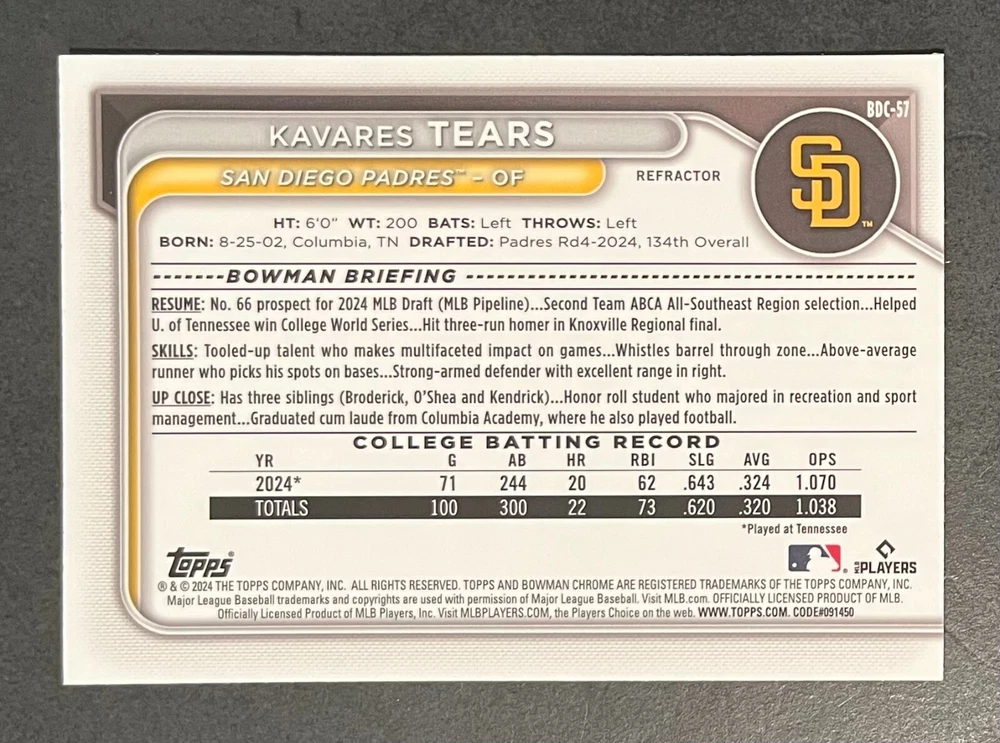 BDC-57
KAVARES TEARS
SD
TM
SAN DIEGO PADRES™ - OF
REFRACTOR
HT: 6'0" WT: 200 BATS: Left THROWS: Left
BORN: 8-25-02, Columbia, TN DRAFTED: Padres Rd4-2024, 134th Overall
-------BOWMAN BRIEFING --------------------------------------------
RESUME: No. 66 prospect for 2024 MLB Draft (MLB Pipeline)...Second Team ABCA All-Southeast Region selection...Helped
U. of Tennessee win College World Series...Hit three-run homer in Knoxville Regional final.
SKILLS: Tooled-up talent who makes multifaceted impact on games...Whistles barrel through zone...Above-average
runner who picks his spots on bases...Strong-armed defender with excellent range in right.
UP CLOSE: Has three siblings (Broderick, O'Shea and Kendrick)...Honor roll student who majored in recreation and sport
management...Graduated cum laude from Columbia Academy, where he also played football.
COLLEGE BATTING RECORD
YR G AB HR RBI SLG AVG OPS
2024* 71 244 20 62 .643 .324 1.070
TOTALS 100 300 22 73 .620 .320 1.038
*Played at Tennessee
Topps®
MLB PLAYERS
® & © 2024 THE TOPPS COMPANY, INC. ALL RIGHTS RESERVED. TOPPS AND BOWMAN CHROME ARE REGISTERED TRADEMARKS OF THE TOPPS COMPANY, INC.
Major League Baseball trademarks and copyrights are used with permission of Major League Baseball. Visit MLB.com. OFFICIALLY LICENSED PRODUCT OF MLB.
Officially Licensed Product of MLB Players, Inc. Visit MLBPLAYERS.COM, the Players Choice on the web. WWW.TOPPS.COM. CODE#091450